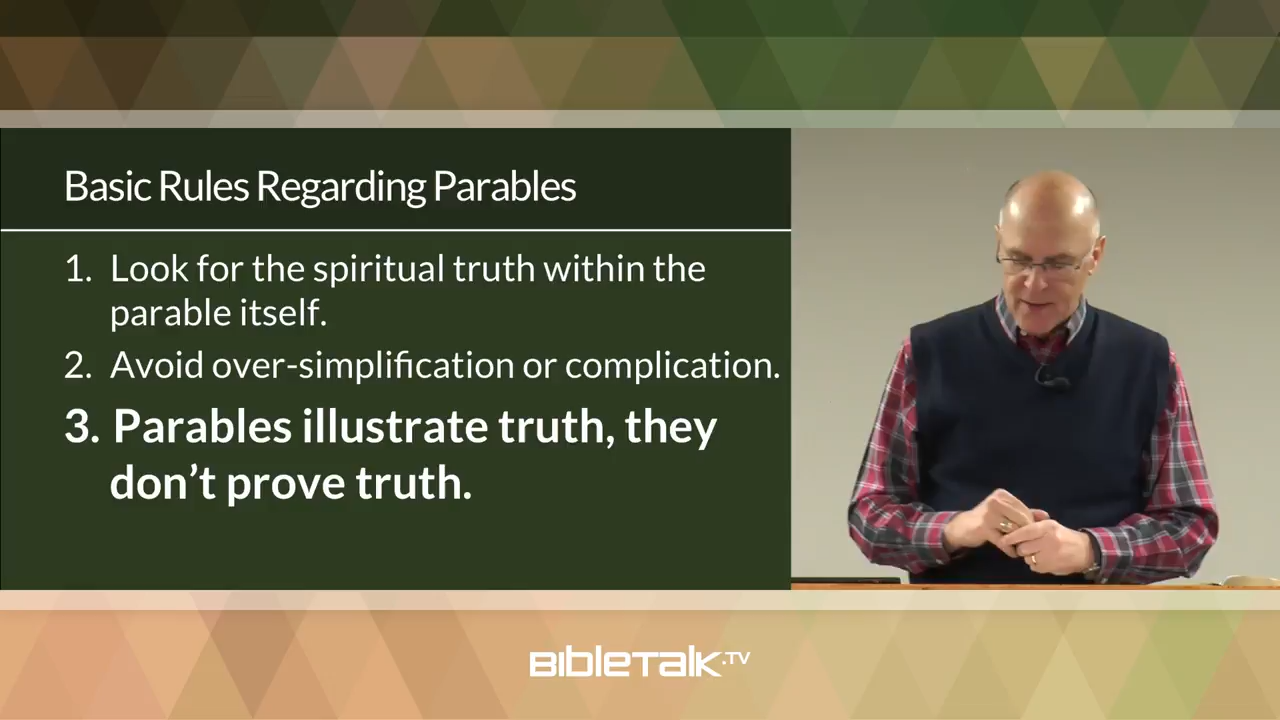 Basic Rules Regarding Parables
1. Look for the spiritual truth within the
parable itself.
2. Avoid over-simplification or complication.
3. Parables illustrate truth, they
don't prove truth.
BibleTalk.TV